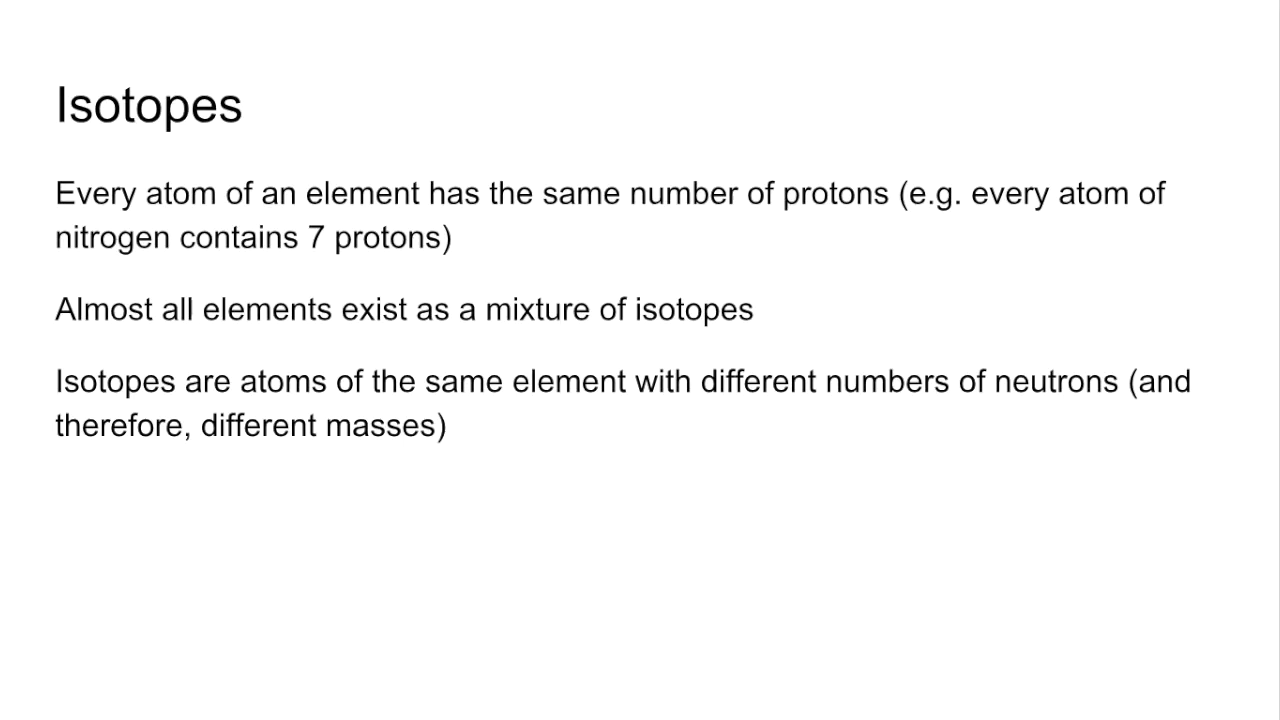 Isotopes
Every atom of an element has the same number of protons (e.g. every atom of
nitrogen contains 7 protons)
Almost all elements exist as a mixture of isotopes
Isotopes are atoms of the same element with different numbers of neutrons (and
therefore, different masses)